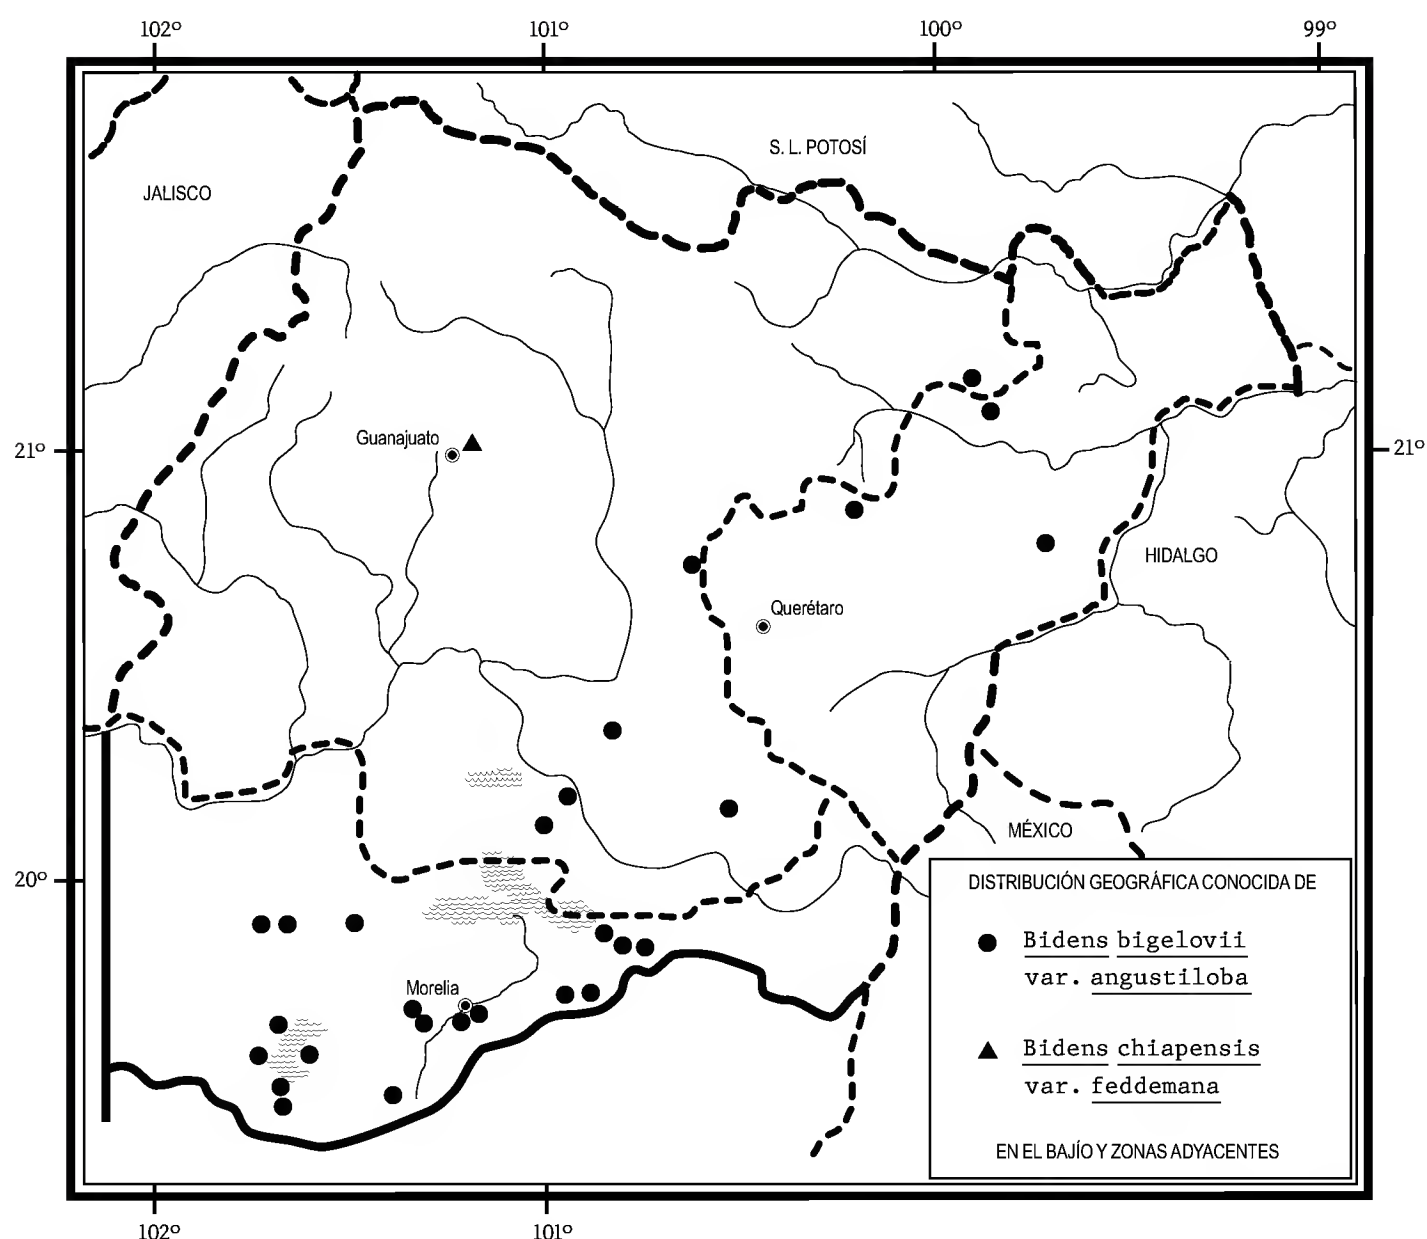 102º 101º 100º 99º
S. L. POTOSÍ
JALISCO
Guanajuato
21º 21º
HIDALGO
Querétaro
MÉXICO
20º
DISTRIBUCIÓN GEOGRÁFICA CONOCIDA DE
Bidens bigelovii
var. angustiloba
Morelia
Bidens chiapensis
var. feddemana
EN EL BAJÍO Y ZONAS ADYACENTES
102º 101º